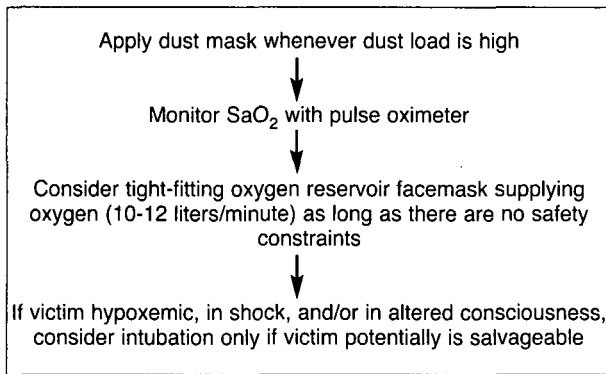 Apply dust mask whenever dust load is high
Monitor SaO₂ with pulse oximeter
Consider tight-fitting oxygen reservoir facemask supplying
oxygen (10-12 liters/minute) as long as there are no safety
constraints
If victim hypoxemic, in shock, and/or in altered consciousness,
consider intubation only if victim potentially is salvageable